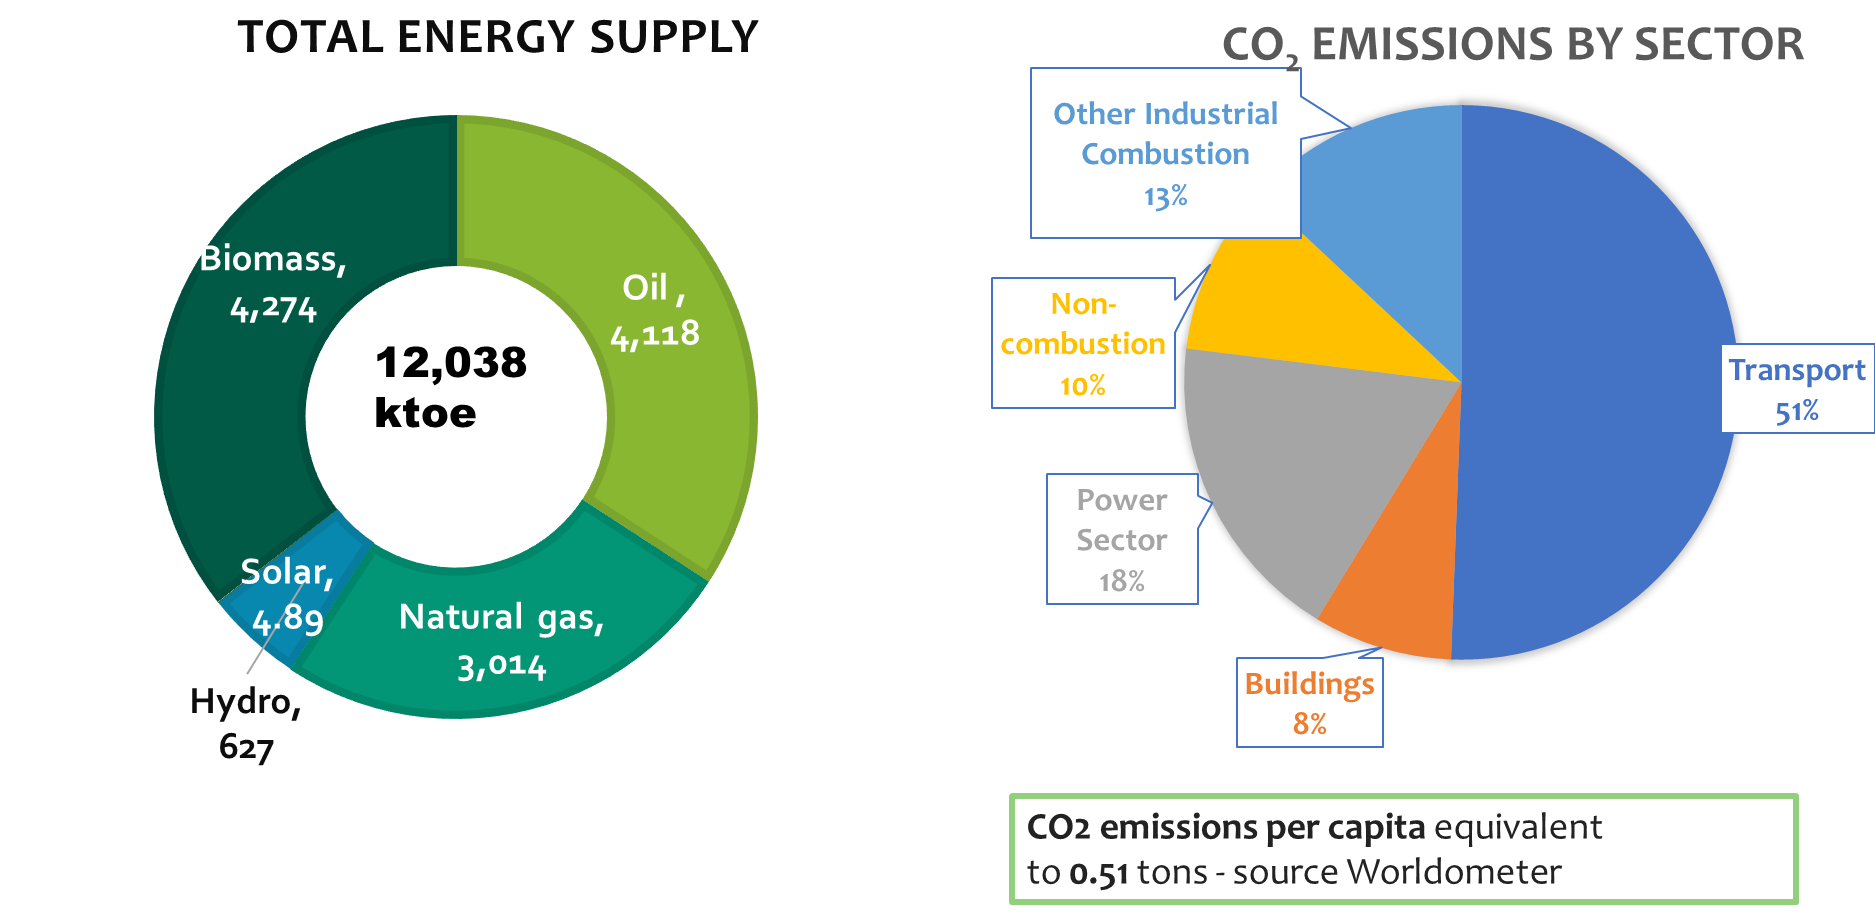 TOTAL ENERGY SUPPLY
Biomass,
4,274
Oil ,
4,118
12,038
ktoe
Solar,
4.89
Natural gas,
3,014
Hydro,
627
CO₂ EMISSIONS BY SECTOR
Other Industrial
Combustion
13%
Non-
combustion
10%
Transport
51%
Power
Sector
18%
Buildings
8%
CO2 emissions per capita equivalent
to 0.51 tons - source Worldometer